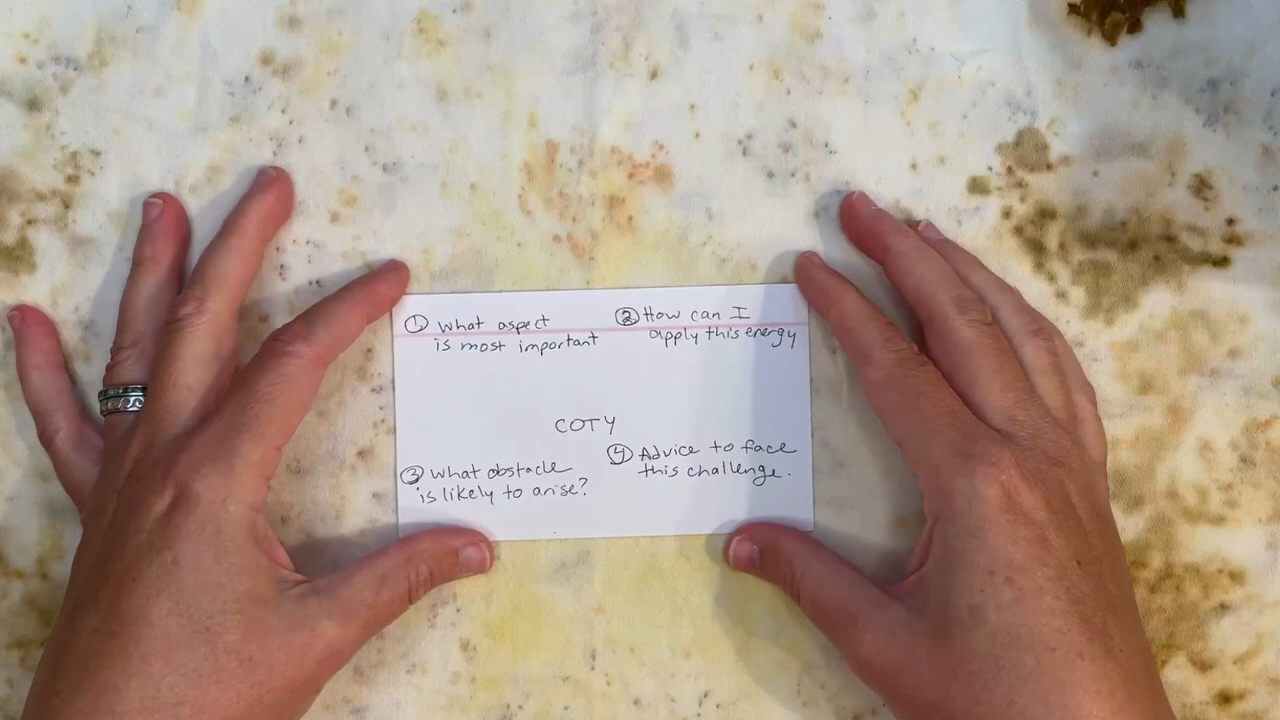 ① What aspect
is most important
② How can I
apply this energy
COTY
③ What obstacle
is likely to arise?
④ Advice to face
this challenge.